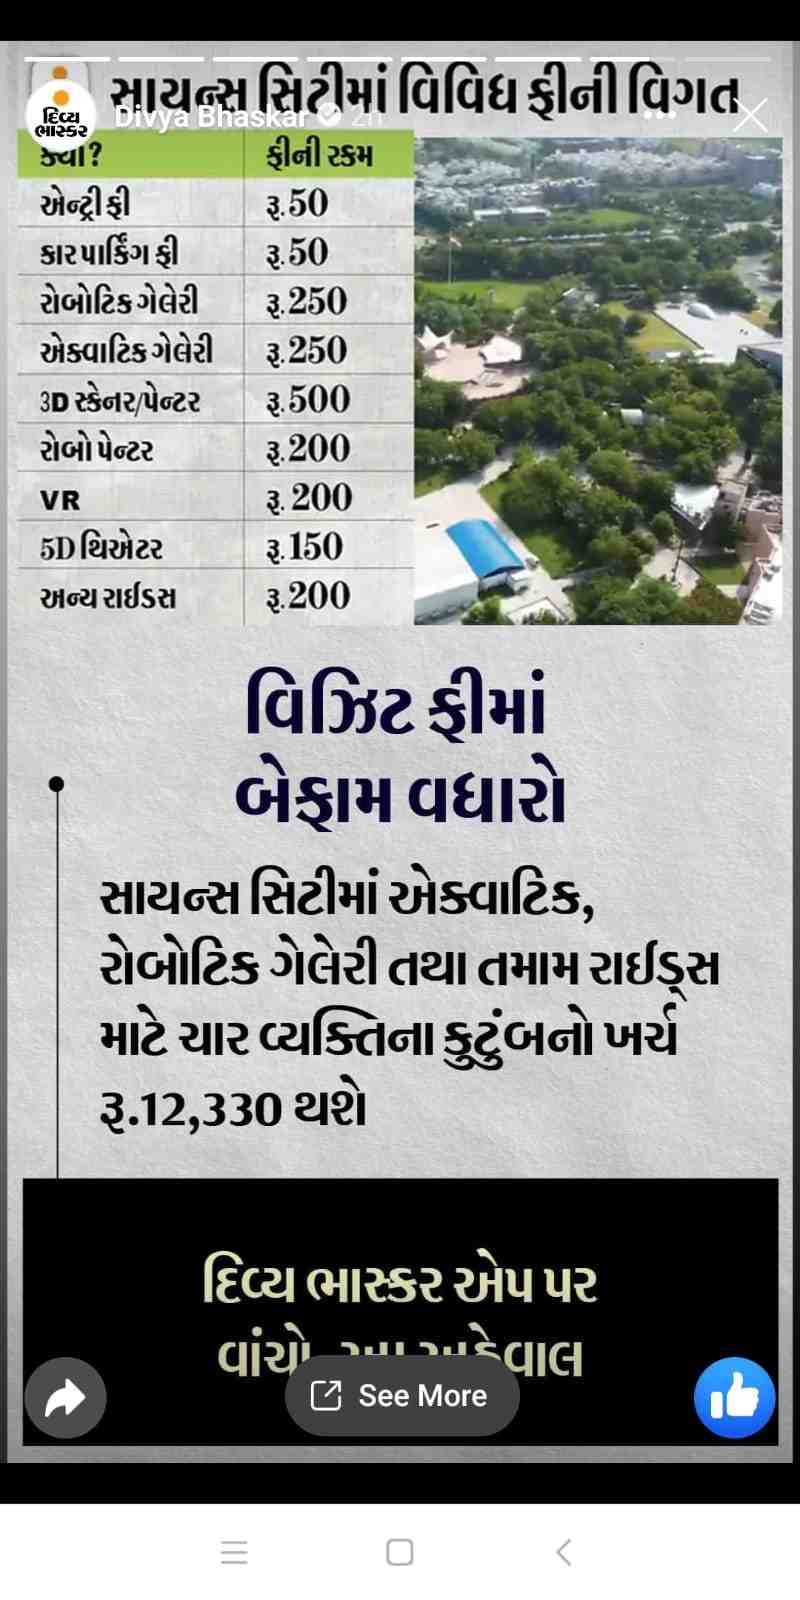 સાયન્સ સિટીમાં વિવિધ ફીની વિગત
દિવ્ય ભાસ્કર
Divya Bhaskar 2h
ક્યાં? ફીની રકમ
એન્ટ્રી ફી રૂ.50
કાર પાર્કિંગ ફી રૂ.50
રોબોટિક ગેલેરી રૂ.250
એક્વાટિક ગેલેરી રૂ.250
3D સ્કેનર/પેન્ટર રૂ.500
રોબો પેન્ટર રૂ.200
VR રૂ. 200
5D થિએટર રૂ.150
અન્ય રાઈડસ રૂ.200
વિઝિટ ફીમાં
બેફામ વધારો
સાયન્સ સિટીમાં એક્વાટિક,
રોબોટિક ગેલેરી તથા તમામ રાઈડ્સ
માટે ચાર વ્યક્તિના કુટુંબનો ખર્ચ
રૂ.12,330 થશે
દિવ્ય ભાસ્કર એપ પર
વાંચો
See More